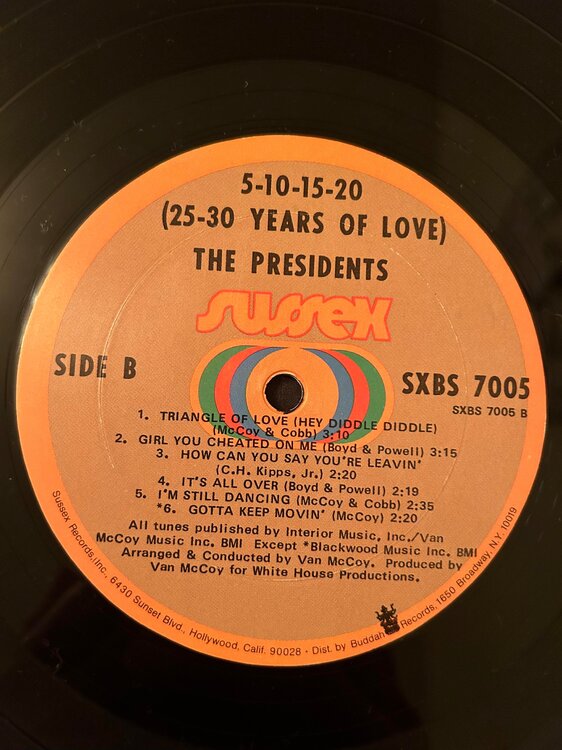 5-10-15-20
(25-30 YEARS OF LOVE)
THE PRESIDENTS
sussex
SIDE B
SXBS 7005
SXBS 7005 B
1. TRIANGLE OF LOVE (HEY DIDDLE DIDDLE)
(McCoy & Cobb) 3:10
2. GIRL YOU CHEATED ON ME (Boyd & Powell) 3:15
3. HOW CAN YOU SAY YOU'RE LEAVIN'
(C.H. Kipps, Jr.) 2:20
4. IT'S ALL OVER (Boyd & Powell) 2:19
5. I'M STILL DANCING (McCoy & Cobb) 2:35
*6. GOTTA KEEP MOVIN' (McCoy) 2:20
All tunes published by Interior Music, Inc./Van
McCoy Music Inc. BMI Except *Blackwood Music Inc. BMI
Arranged & Conducted by Van McCoy. Produced by
Van McCoy for White House Productions.
Sussex Records, Inc., 6430 Sunset Blvd., Hollywood, Calif. 90028 · Dist. by Buddah Records, 1650 Broadway, N.Y. 10019